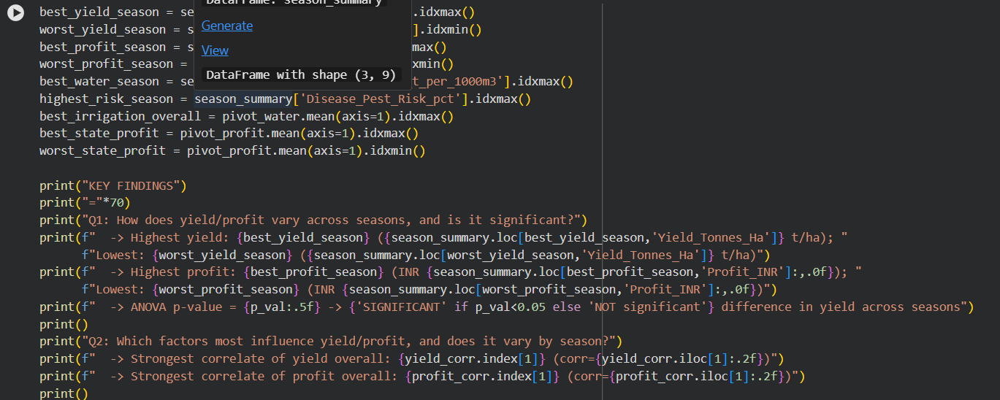 DataFrame: season_summary
best_yield_season = se .idxmax()
Generate
worst_yield_season = s ].idxmin()
best_profit_season = s max()
View
worst_profit_season = xmin()
DataFrame with shape (3, 9)
best_water_season = se t_per_1000m3'].idxmax()
highest_risk_season = season_summary['Disease_Pest_Risk_pct'].idxmax()
best_irrigation_overall = pivot_water.mean(axis=1).idxmax()
best_state_profit = pivot_profit.mean(axis=1).idxmax()
worst_state_profit = pivot_profit.mean(axis=1).idxmin()
print("KEY FINDINGS")
print("="*70)
print("Q1: How does yield/profit vary across seasons, and is it significant?")
print(f"  -> Highest yield: {best_yield_season} ({season_summary.loc[best_yield_season,'Yield_Tonnes_Ha']} t/ha); "
      f"Lowest: {worst_yield_season} ({season_summary.loc[worst_yield_season,'Yield_Tonnes_Ha']} t/ha)")
print(f"  -> Highest profit: {best_profit_season} (INR {season_summary.loc[best_profit_season,'Profit_INR']:,.0f}); "
      f"Lowest: {worst_profit_season} (INR {season_summary.loc[worst_profit_season,'Profit_INR']:,.0f})")
print(f"  -> ANOVA p-value = {p_val:.5f} -> {'SIGNIFICANT' if p_val<0.05 else 'NOT significant'} difference in yield across seasons")
print()
print("Q2: Which factors most influence yield/profit, and does it vary by season?")
print(f"  -> Strongest correlate of yield overall: {yield_corr.index[1]} (corr={yield_corr.iloc[1]:.2f})")
print(f"  -> Strongest correlate of profit overall: {profit_corr.index[1]} (corr={profit_corr.iloc[1]:.2f})")
print()